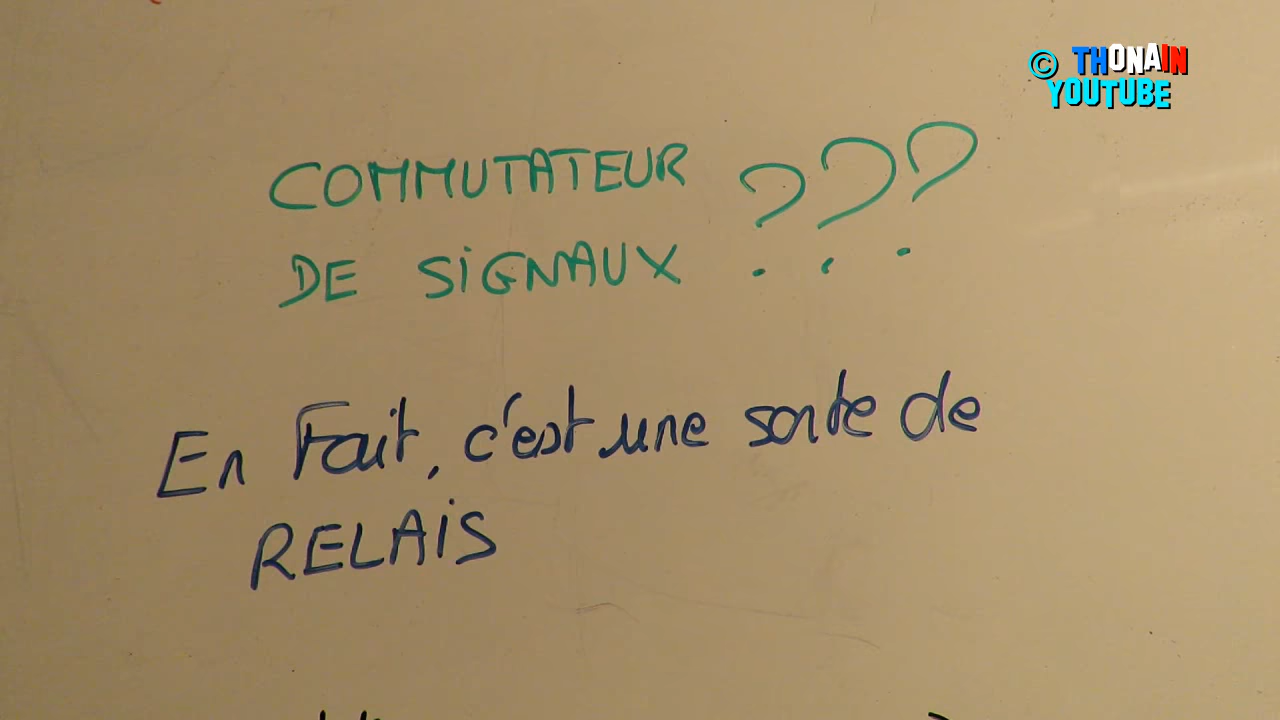 © THONAIN
YOUTUBE
COMMUTATEUR ???
DE SIGNAUX
En Fait, c'est une sorte de
RELAIS